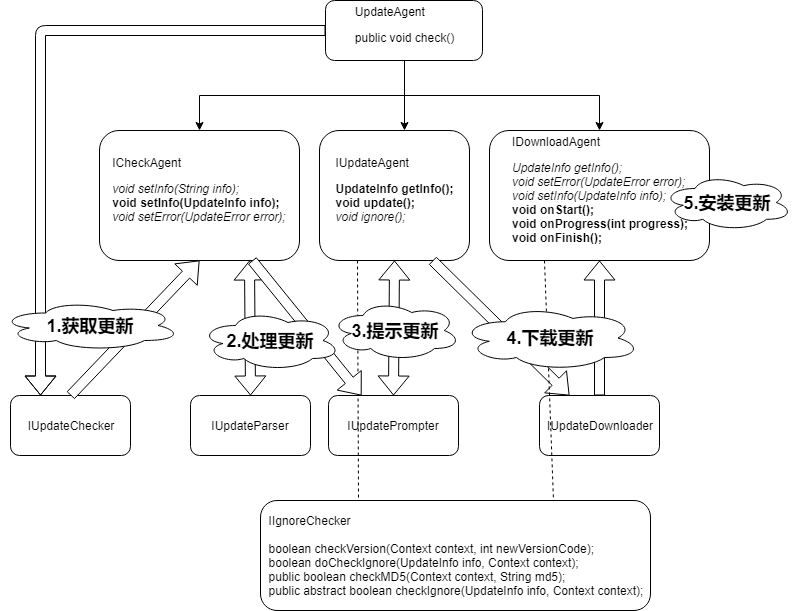 UpdateAgent
public void check()
ICheckAgent
void setInfo(String info);
void setInfo(UpdateInfo info);
void setError(UpdateError error);
IUpdateAgent
UpdateInfo getInfo();
void update();
void ignore();
IDownloadAgent
UpdateInfo getInfo();
void setError(UpdateError error);
void setInfo(UpdateInfo info);
void onStart();
void onProgress(int progress);
void onFinish();
5.安装更新
1.获取更新
2.处理更新
3.提示更新
4.下载更新
IUpdateChecker
IUpdateParser
IUpdatePrompter
IUpdateDownloader
IIgnoreChecker
boolean checkVersion(Context context, int newVersionCode);
boolean doCheckIgnore(UpdateInfo info, Context context);
public boolean checkMD5(Context context, String md5);
public abstract boolean checkIgnore(UpdateInfo info, Context context);